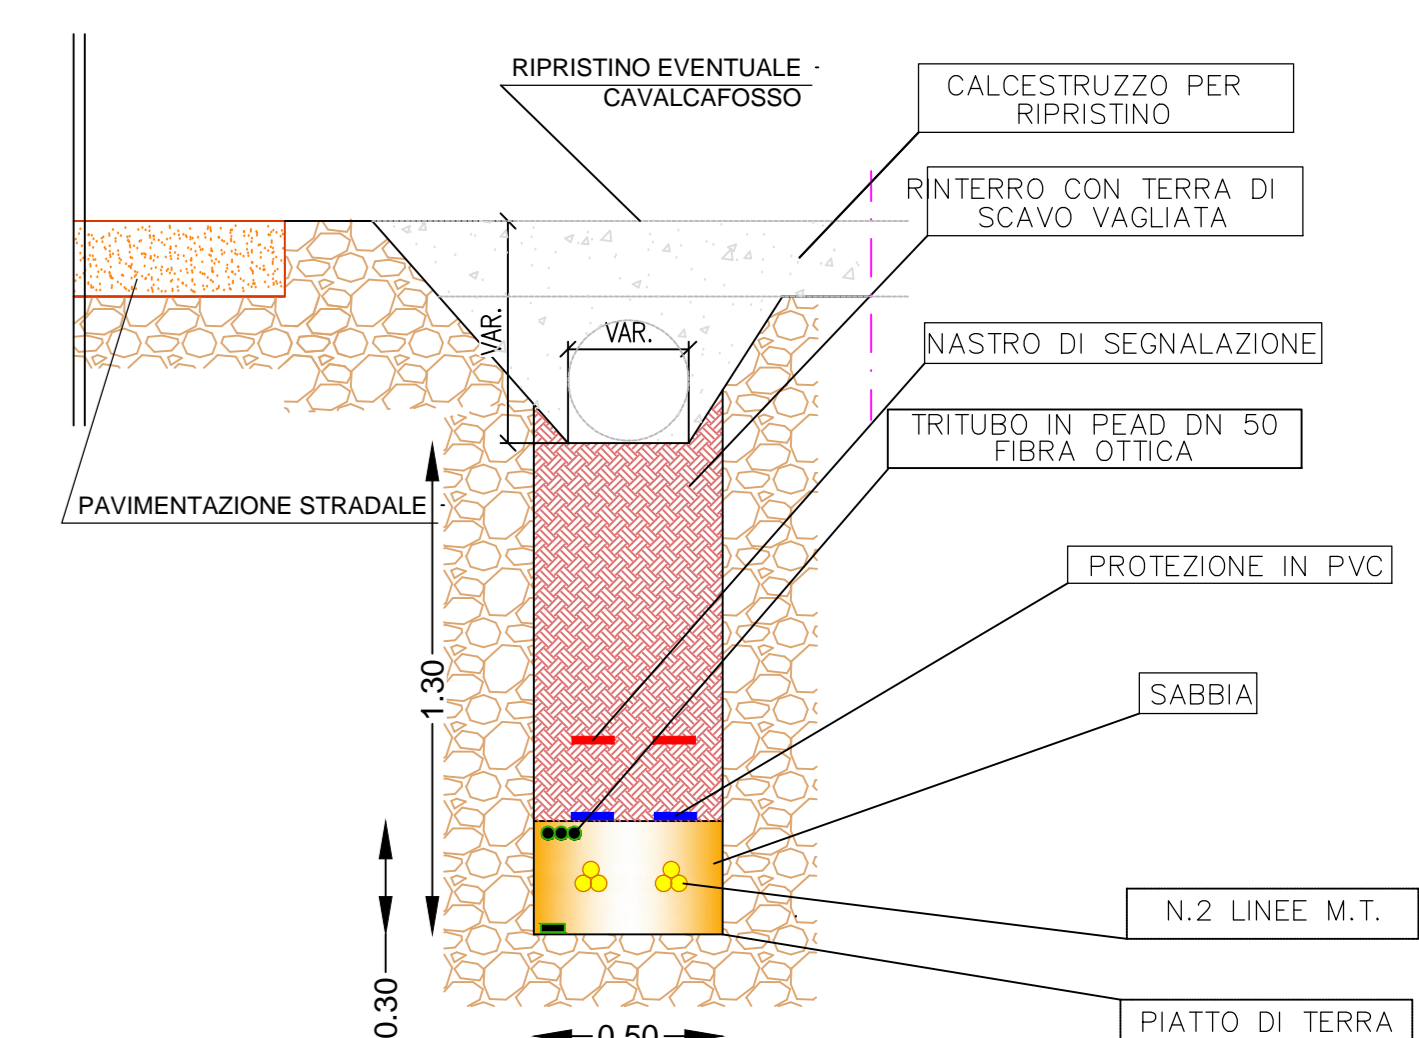 RIPRISTINO EVENTUALE
CAVALCAFOSSO
CALCESTRUZZO PER
RIPRISTINO
RINTERRO CON TERRA DI
SCAVO VAGLIATA
VAR.
VAR.
NASTRO DI SEGNALAZIONE
TRITUBO IN PEAD DN 50
FIBRA OTTICA
PAVIMENTAZIONE STRADALE
PROTEZIONE IN PVC
1.30
SABBIA
N.2 LINEE M.T.
0.30
PIATTO DI TERRA
0.50